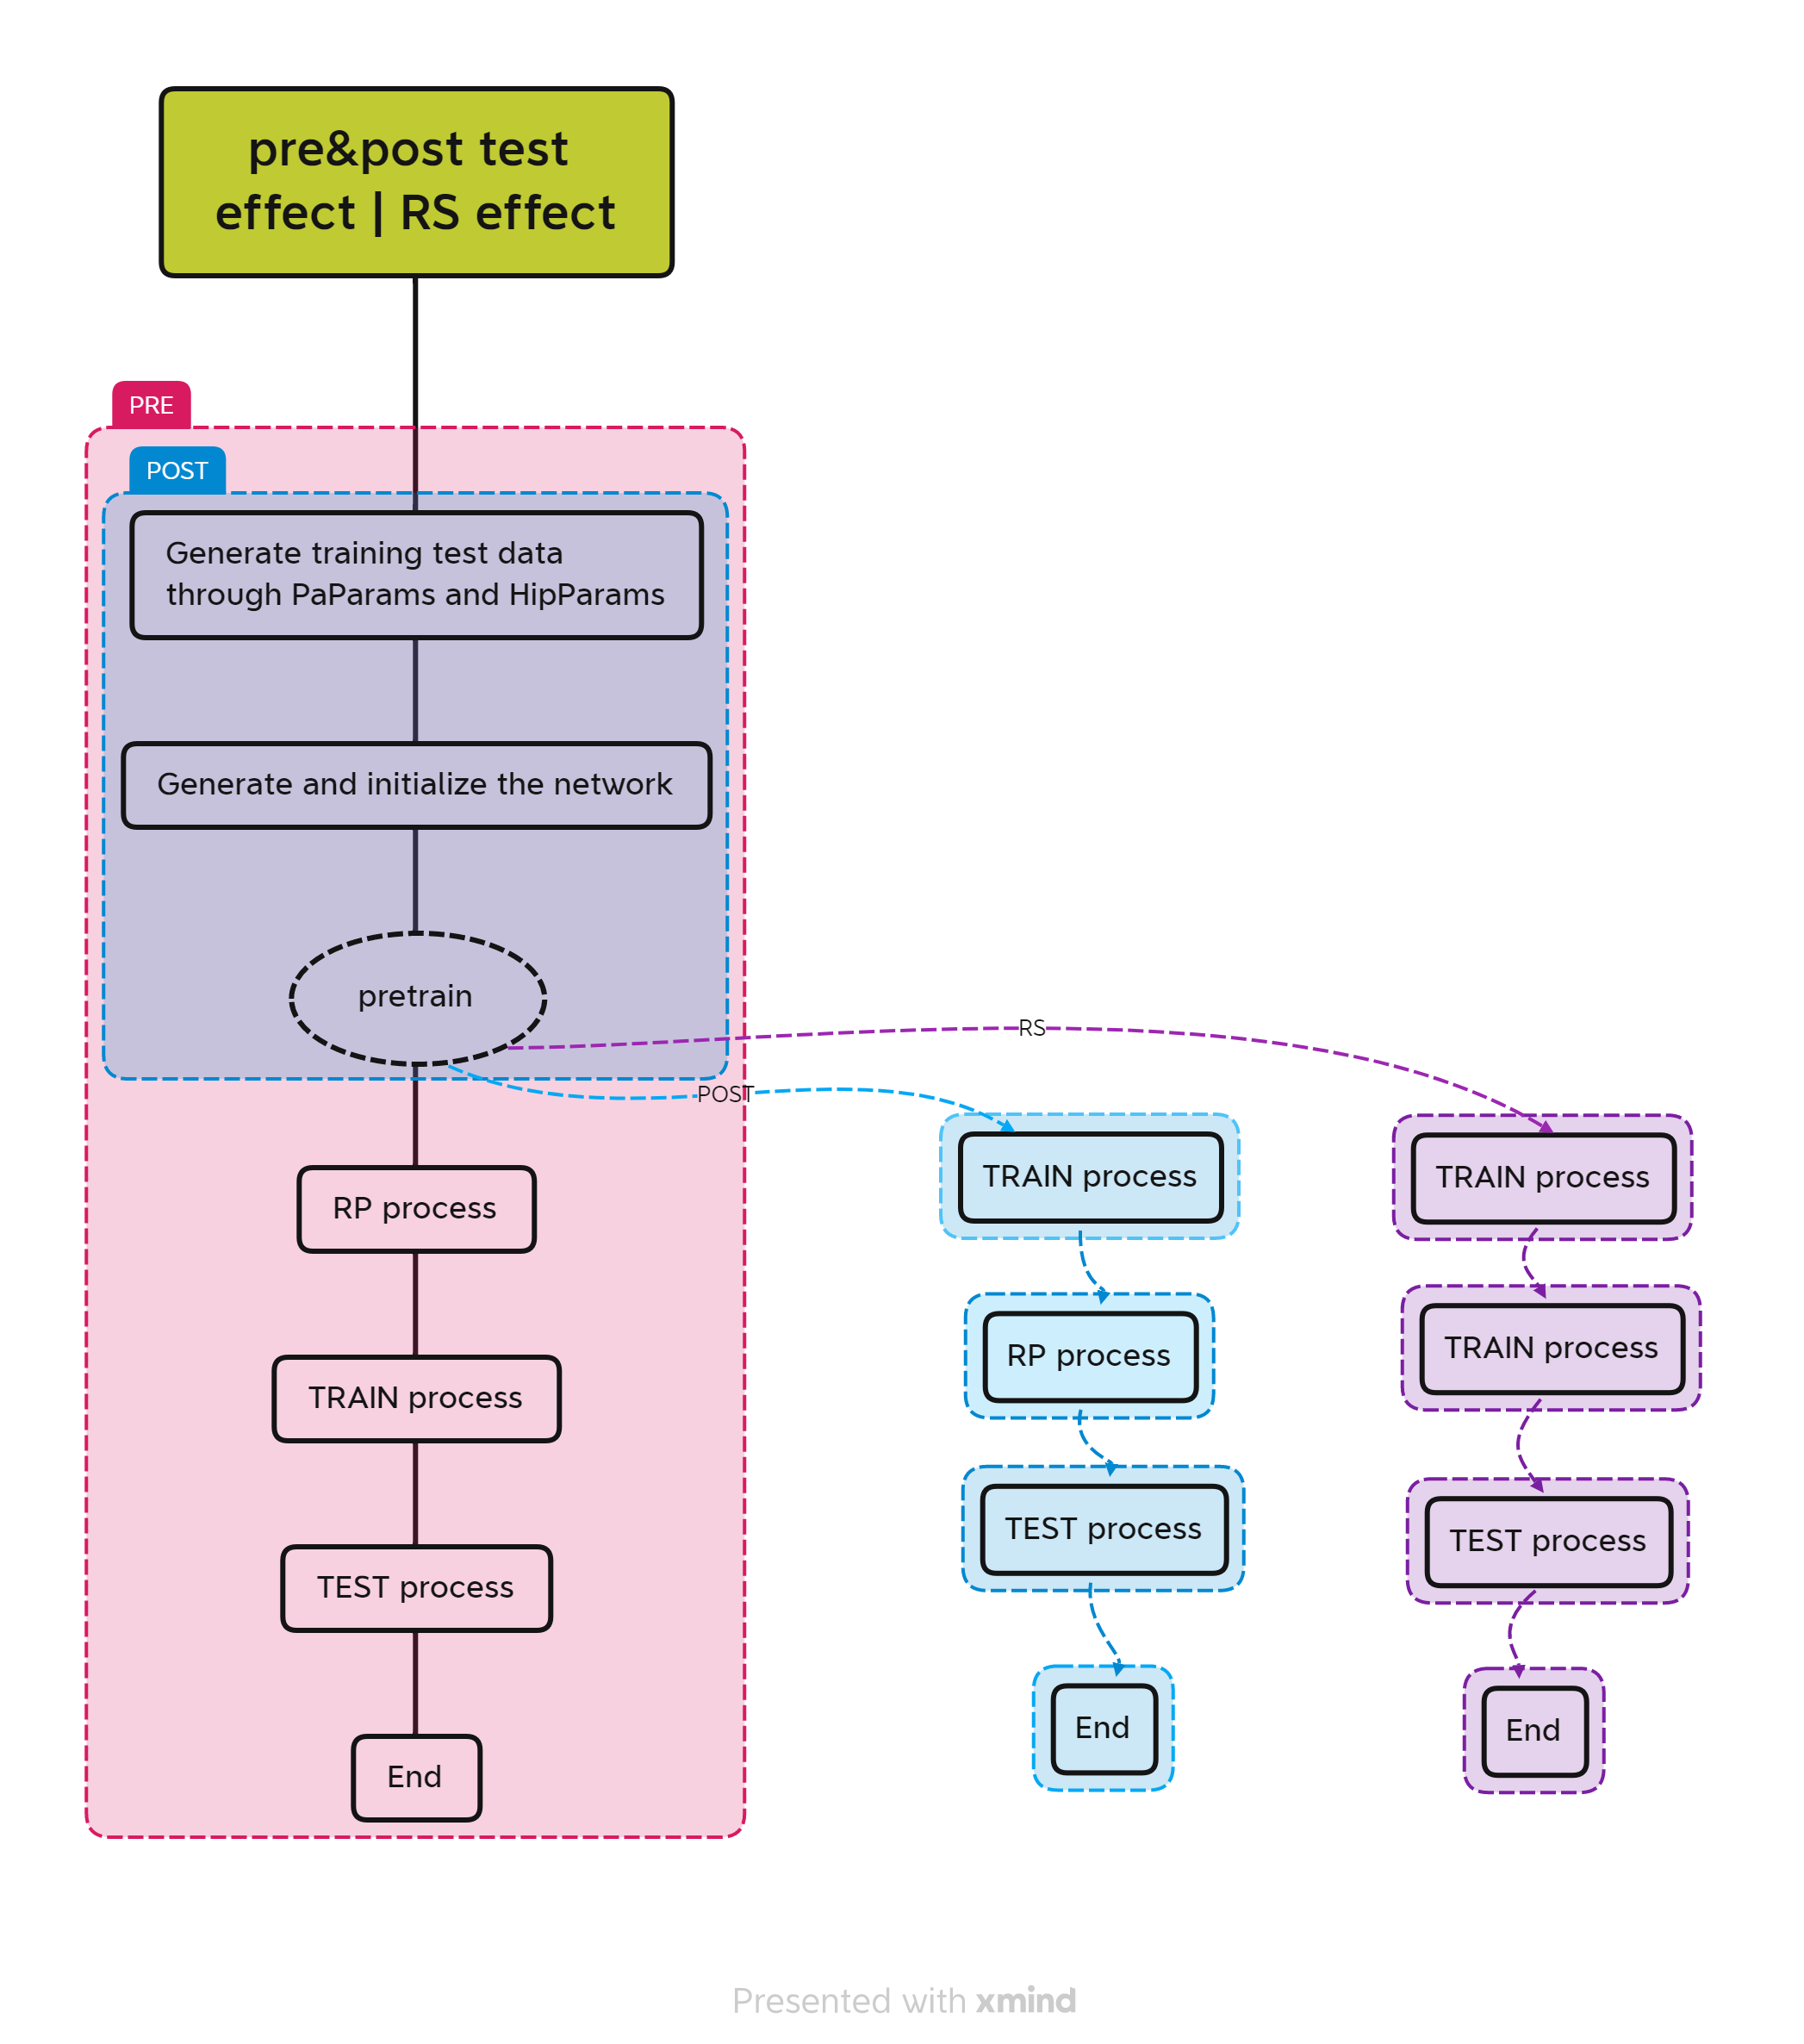 pre&post test
effect | RS effect
PRE
POST
Generate training test data
through PaParams and HipParams
Generate and initialize the network
pretrain
RS
POST
RP process
TRAIN process
TEST process
End
TRAIN process
RP process
TEST process
End
TRAIN process
TRAIN process
TEST process
End
Presented with xmind